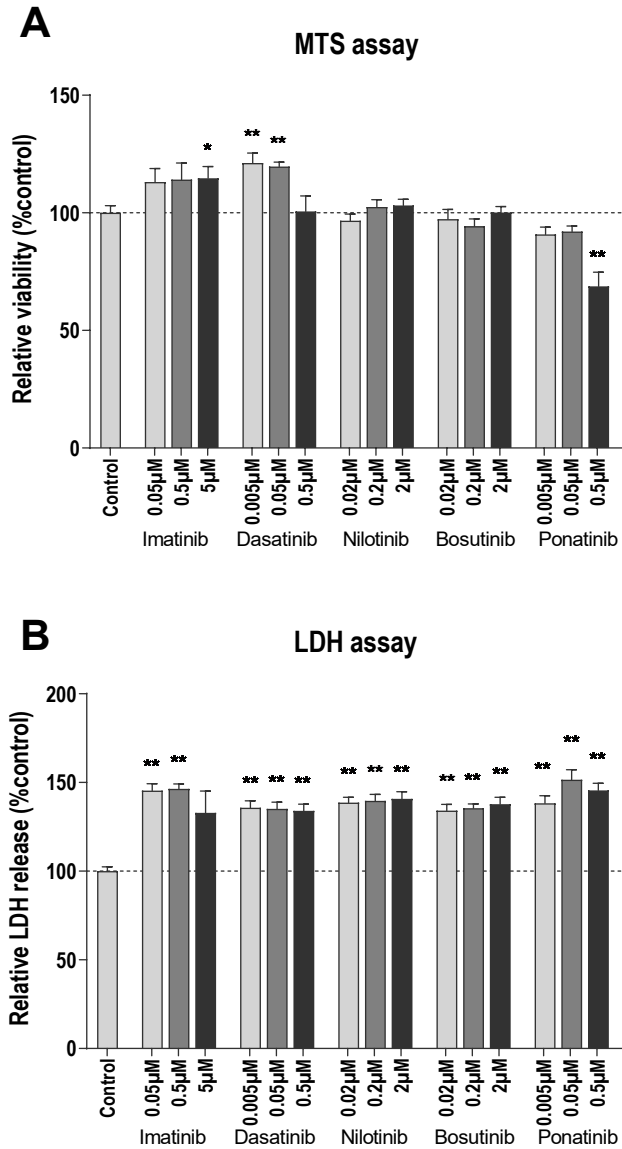 A
MTS assay
Relative viability (%control)
150
100
50
0
*
**
**
**
Control
0.05µM
0.5µM
5µM
0.005µM
0.05µM
0.5µM
0.02µM
0.2µM
2µM
0.02µM
0.2µM
2µM
0.005µM
0.05µM
0.5µM
Imatinib Dasatinib Nilotinib Bosutinib Ponatinib
B
LDH assay
Relative LDH release (%control)
200
150
100
50
0
**
**
**
**
**
**
**
**
**
**
**
**
**
**
Control
0.05µM
0.5µM
5µM
0.005µM
0.05µM
0.5µM
0.02µM
0.2µM
2µM
0.02µM
0.2µM
2µM
0.005µM
0.05µM
0.5µM
Imatinib Dasatinib Nilotinib Bosutinib Ponatinib